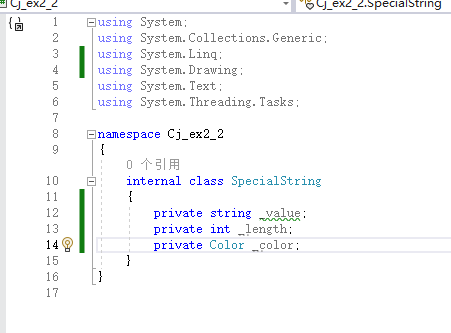 Cj_ex2_2
Cj_ex2_2.SpecialString
1 using System;
2 using System.Collections.Generic;
3 using System.Linq;
4 using System.Drawing;
5 using System.Text;
6 using System.Threading.Tasks;
7
8 namespace Cj_ex2_2
9 {
0 个引用
10 internal class SpecialString
11 {
12 private string _value;
13 private int _length;
14 private Color _color;
15 }
16 }
17